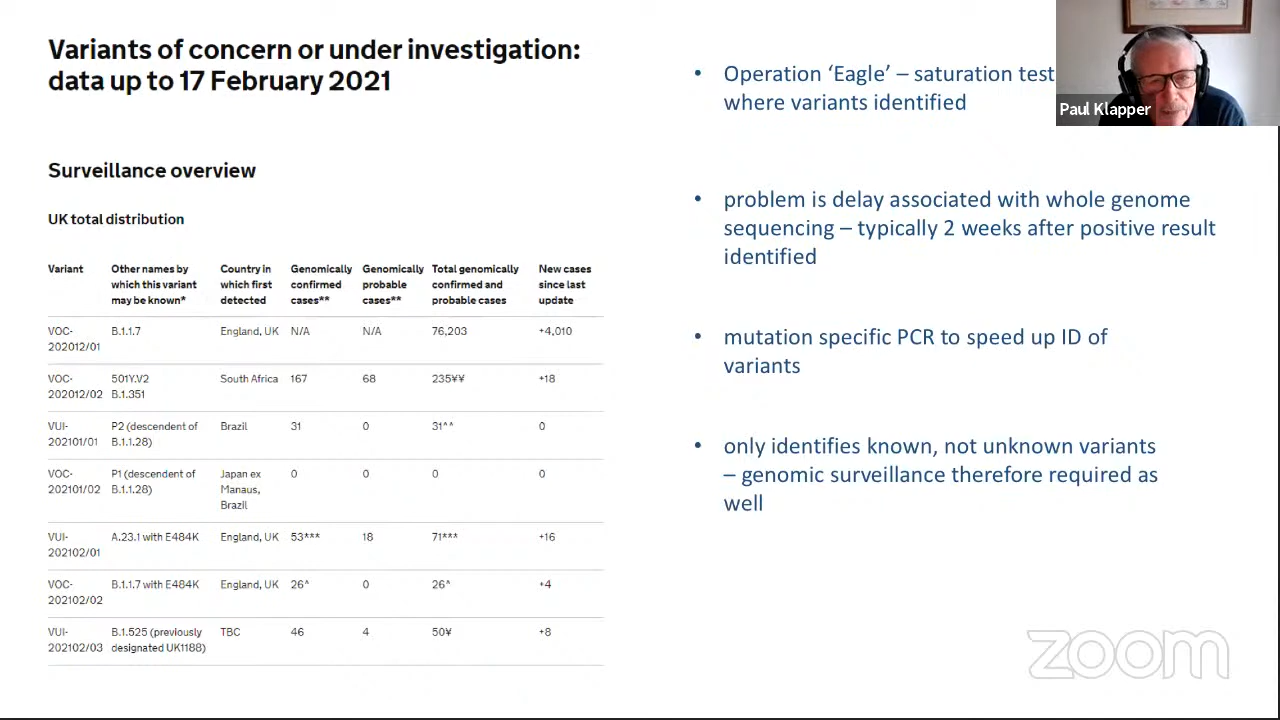 Variants of concern or under investigation:
data up to 17 February 2021
Surveillance overview
UK total distribution
Variant Other names by which this variant may be known* Country in which first detected Genomically confirmed cases** Genomically probable cases** Total genomically confirmed and probable cases New cases since last update
VOC-202012/01 B.1.1.7 England, UK N/A N/A 76,203 +4,010
VOC-202012/02 501Y.V2 B.1.351 South Africa 167 68 235¥¥ +18
VUI-202101/01 P2 (descendent of B.1.1.28) Brazil 31 0 31^^ 0
VOC-202101/02 P1 (descendent of B.1.1.28) Japan ex Manaus, Brazil 0 0 0 0
VUI-202102/01 A.23.1 with E484K England, UK 53*** 18 71*** +16
VOC-202102/02 B.1.1.7 with E484K England, UK 26^ 0 26^ +4
VUI-202102/03 B.1.525 (previously designated UK1188) TBC 46 4 50¥ +8
• Operation ‘Eagle’ – saturation test
where variants identified
• problem is delay associated with whole genome
sequencing – typically 2 weeks after positive result
identified
• mutation specific PCR to speed up ID of
variants
• only identifies known, not unknown variants
– genomic surveillance therefore required as
well
Paul Klapper
zoom